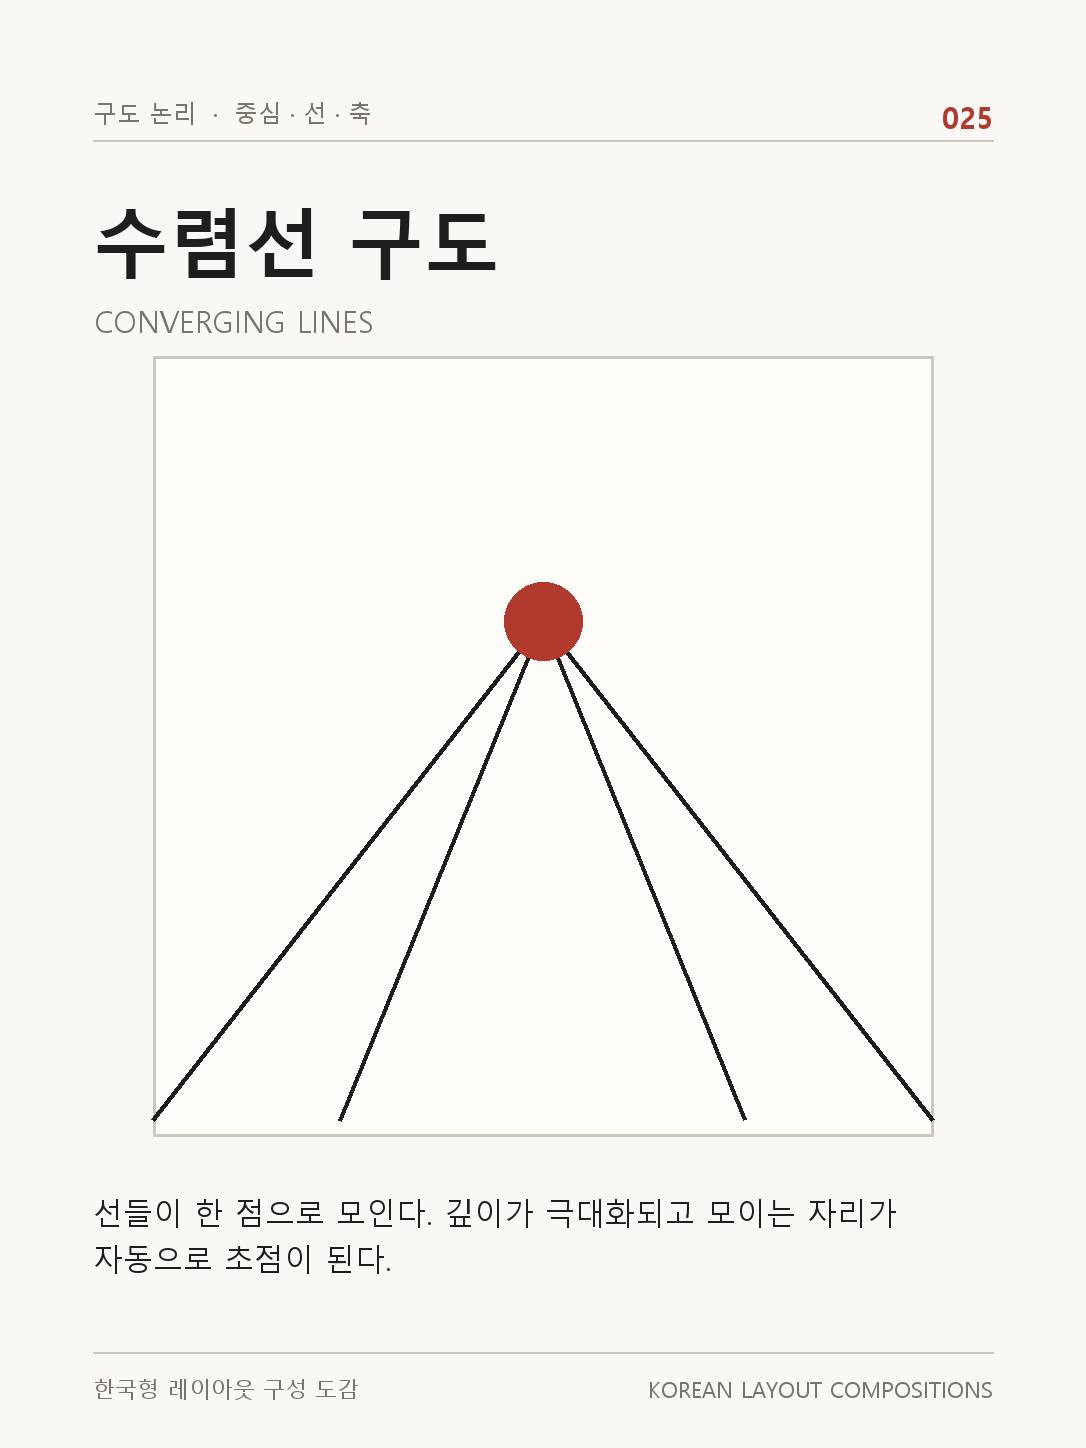 구도 논리 · 중심·선·축
025
수렴선 구도
CONVERGING LINES
선들이 한 점으로 모인다. 깊이가 극대화되고 모이는 자리가
자동으로 초점이 된다.
한국형 레이아웃 구성 도감
KOREAN LAYOUT COMPOSITIONS